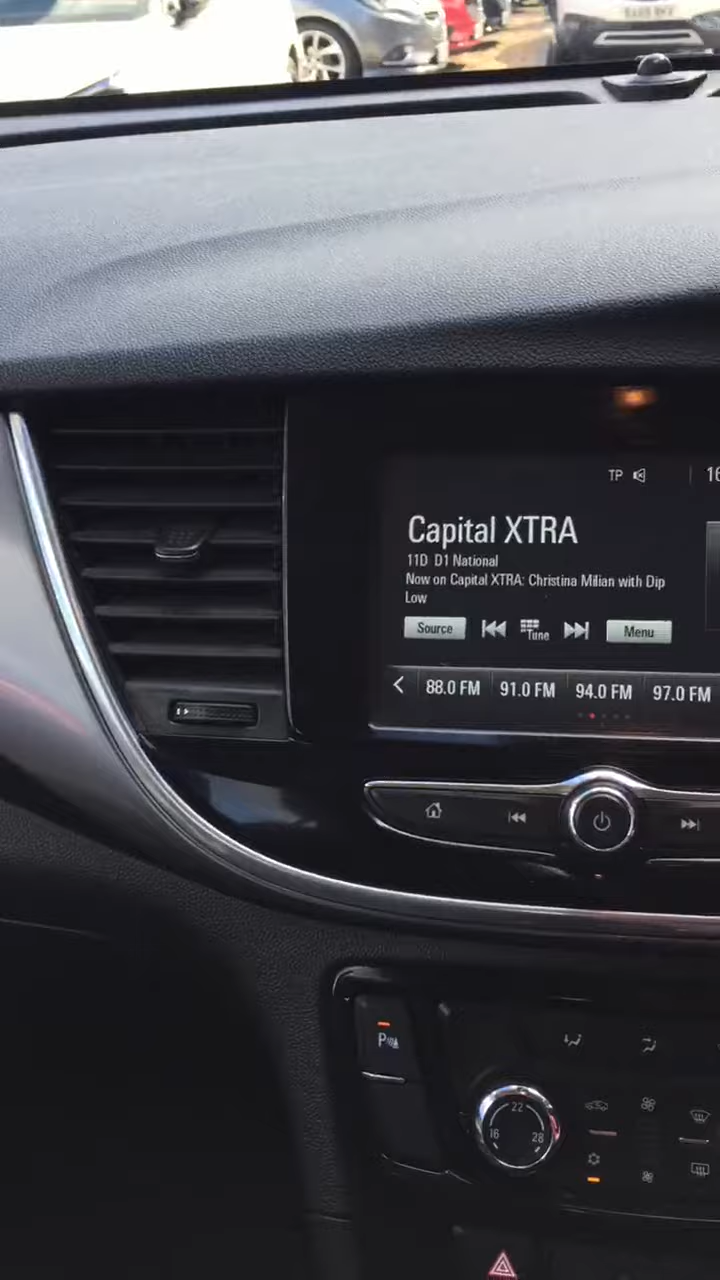 TP
16
Capital XTRA
11D D1 National
Now on Capital XTRA: Christina Milian with Dip
Low
Source
Tune
Menu
88.0 FM 91.0 FM 94.0 FM 97.0 FM
P
22
16 28